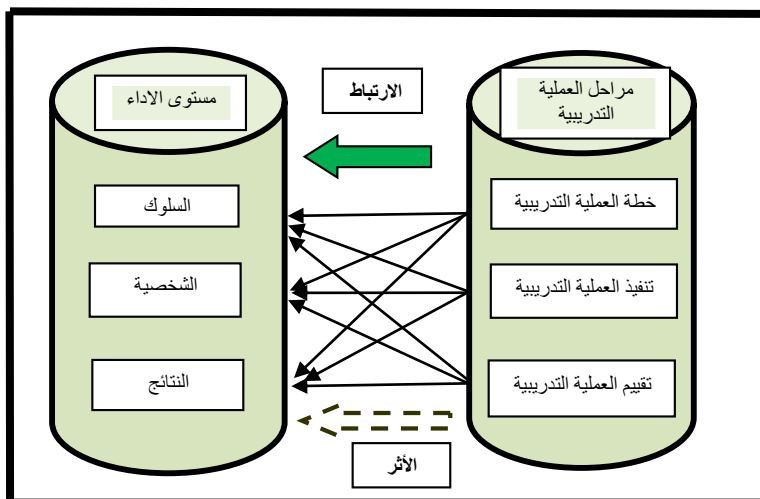 مراحل العملية
التدريبية
الارتباط
مستوى الاداء
خطة العملية التدريبية
السلوك
تنفيذ العملية التدريبية
الشخصية
تقييم العملية التدريبية
النتائج
الأثر